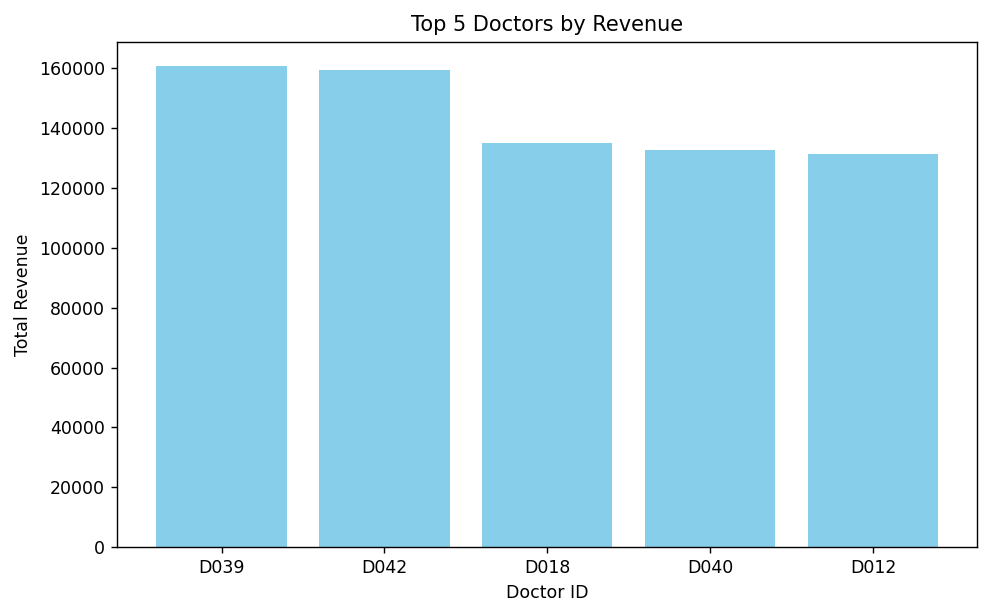 Top 5 Doctors by Revenue
Total Revenue
160000
140000
120000
100000
80000
60000
40000
20000
0
D039 D042 D018 D040 D012
Doctor ID